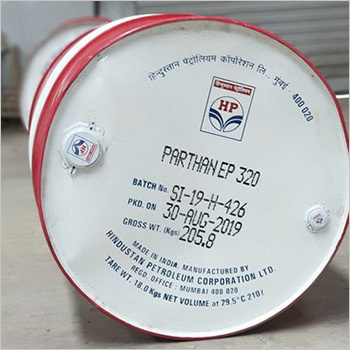 हिन्दुस्तान पेट्रोलियम कॉर्पोरेशन लि., मुंबई - 400 020
हिन्दुस्तान पेट्रोलियम
HP
PARTHAN EP 320
BATCH No. SI-19-H-426
PKD. ON 30-AUG-2019
GROSS WT. (Kgs) 205.8
MADE IN INDIA. MANUFACTURED BY
HINDUSTAN PETROLEUM CORPORATION LTD.
REGD. OFFICE : MUMBAI 400 020
TARE WT. 18.0 Kgs NET VOLUME at 29.5°C 210 l